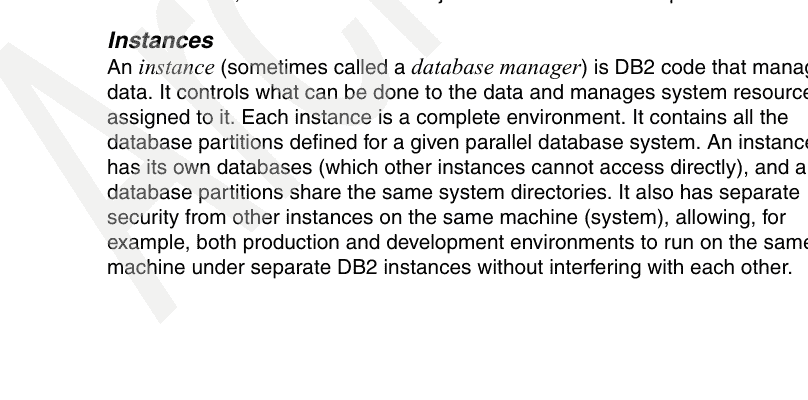 Instances
An instance (sometimes called a database manager) is DB2 code that manag
data. It controls what can be done to the data and manages system resource
assigned to it. Each instance is a complete environment. It contains all the
database partitions defined for a given parallel database system. An instance
has its own databases (which other instances cannot access directly), and a
database partitions share the same system directories. It also has separate
security from other instances on the same machine (system), allowing, for
example, both production and development environments to run on the same
machine under separate DB2 instances without interfering with each other.